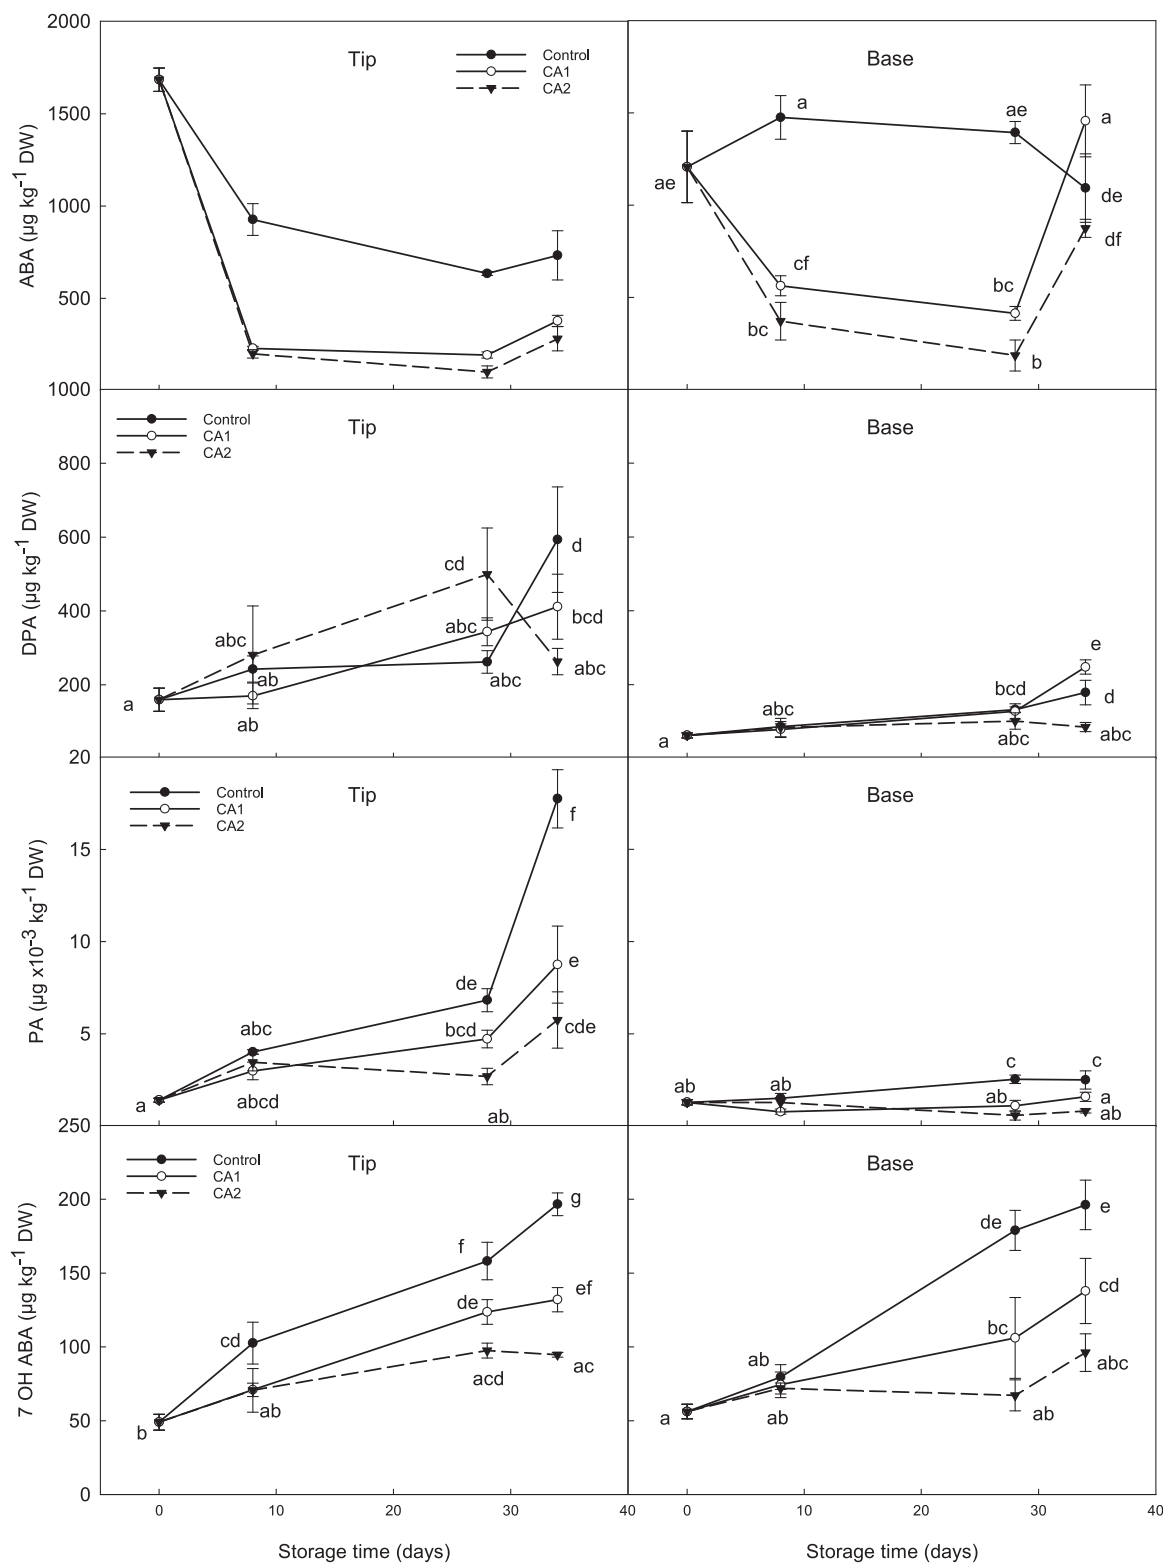 2000
Tip
Control
CA1
CA2
Base
a
ae
a
ae
de
cf
df
bc
bc
b
1500
1000
500
ABA (µg kg⁻¹ DW)
1000
Control
CA1
CA2
Tip
Base
800
600
400
200
DPA (µg kg⁻¹ DW)
cd
d
abc
abc
bcd
ab
abc
abc
a
ab
e
bcd
abc
d
a
abc
abc
20
Control
CA1
CA2
Tip
Base
15
10
5
PA (µg x10⁻³ kg⁻¹ DW)
f
de
e
abc
bcd
cde
a
abcd
ab
c
c
ab
ab
ab
a
ab
250
Control
CA1
CA2
Tip
Base
200
150
100
50
0
7 OH ABA (µg kg⁻¹ DW)
g
f
ef
cd
de
ac
acd
ab
b
de
e
cd
bc
ab
abc
ab
ab
a
0
10
20
30
40
0
10
20
30
40
Storage time (days)
Storage time (days)